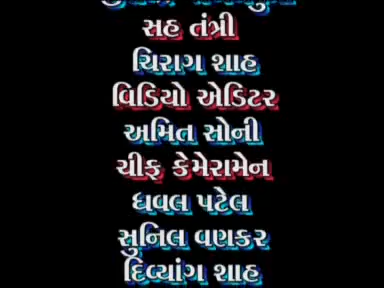 સહ તંત્રી
ચિરાગ શાહ
વિડિયો એડિટર
અમિત સોની
ચીફ કેમેરામેન
ધવલ પટેલ
સુનિલ વણકર
દિવ્યાંગ શાહ